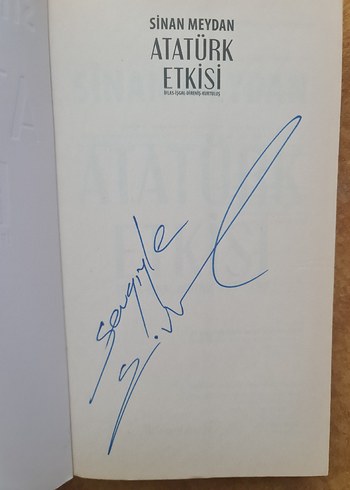 SİNAN MEYDAN
ATATÜRK
ETKİSİ
Sevgiyle